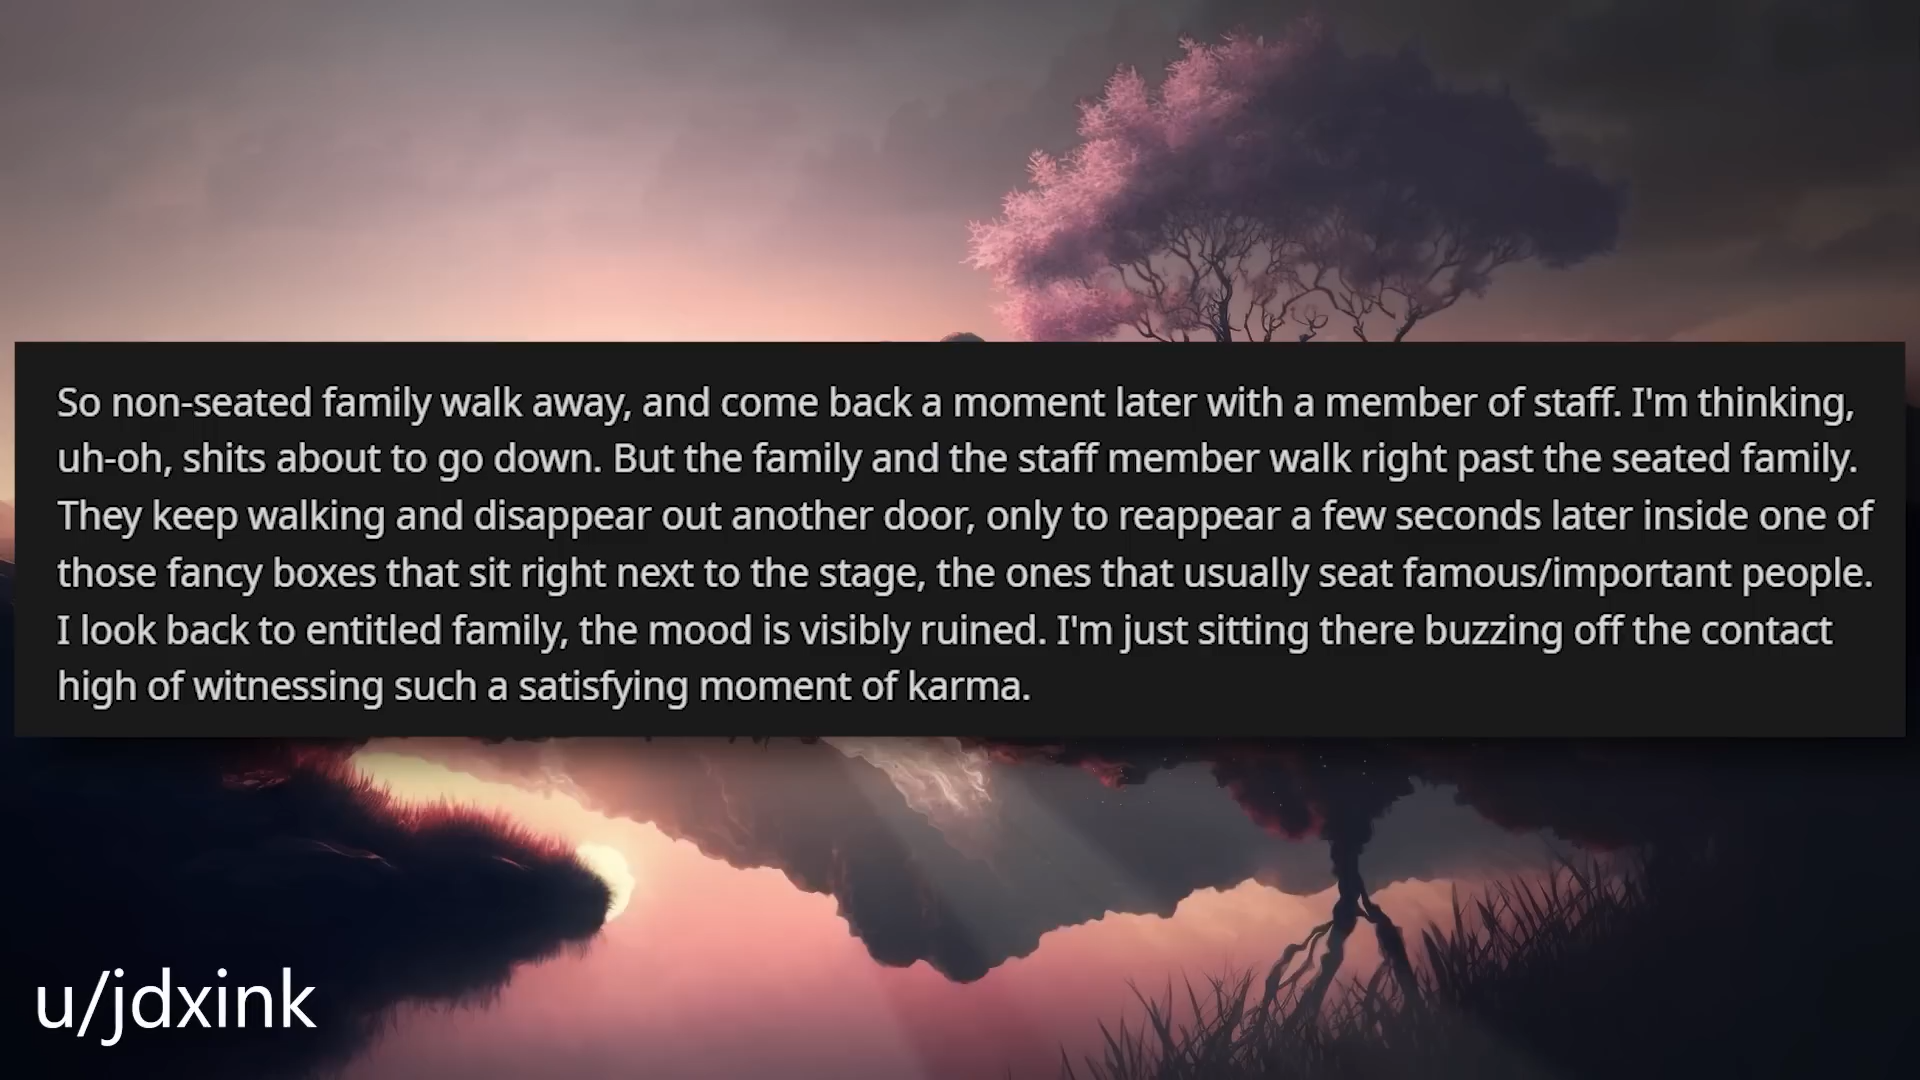 So non-seated family walk away, and come back a moment later with a member of staff. I'm thinking,
uh-oh, shits about to go down. But the family and the staff member walk right past the seated family.
They keep walking and disappear out another door, only to reappear a few seconds later inside one of
those fancy boxes that sit right next to the stage, the ones that usually seat famous/important people.
I look back to entitled family, the mood is visibly ruined. I'm just sitting there buzzing off the contact
high of witnessing such a satisfying moment of karma.
u/jdxink